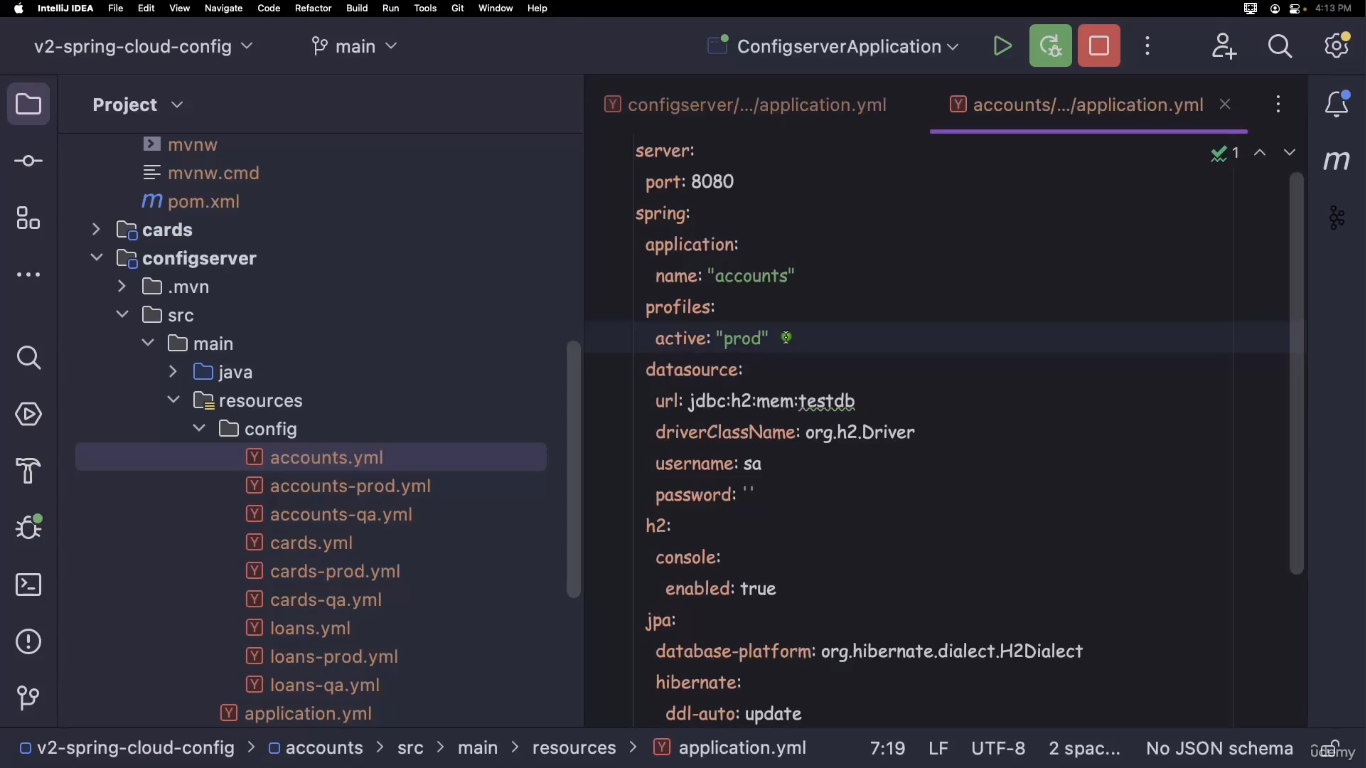 IntelliJ IDEA File Edit View Navigate Code Refactor Build Run Tools Git Window Help 4:13 PM
v2-spring-cloud-config main ConfigserverApplication
Project
configserver/.../application.yml accounts/.../application.yml
mvnw
mvnw.cmd
pom.xml
cards
configserver
.mvn
src
main
java
resources
config
accounts.yml
accounts-prod.yml
accounts-qa.yml
cards.yml
cards-prod.yml
cards-qa.yml
loans.yml
loans-prod.yml
loans-qa.yml
application.yml
server:
port: 8080
spring:
application:
name: "accounts"
profiles:
active: "prod"
datasource:
url: jdbc:h2:mem:testdb
driverClassName: org.h2.Driver
username: sa
password: ''
h2:
console:
enabled: true
jpa:
database-platform: org.hibernate.dialect.H2Dialect
hibernate:
ddl-auto: update
1
m
v2-spring-cloud-config > accounts > src > main > resources > application.yml 7:19 LF UTF-8 2 spac... No JSON schema
udemy